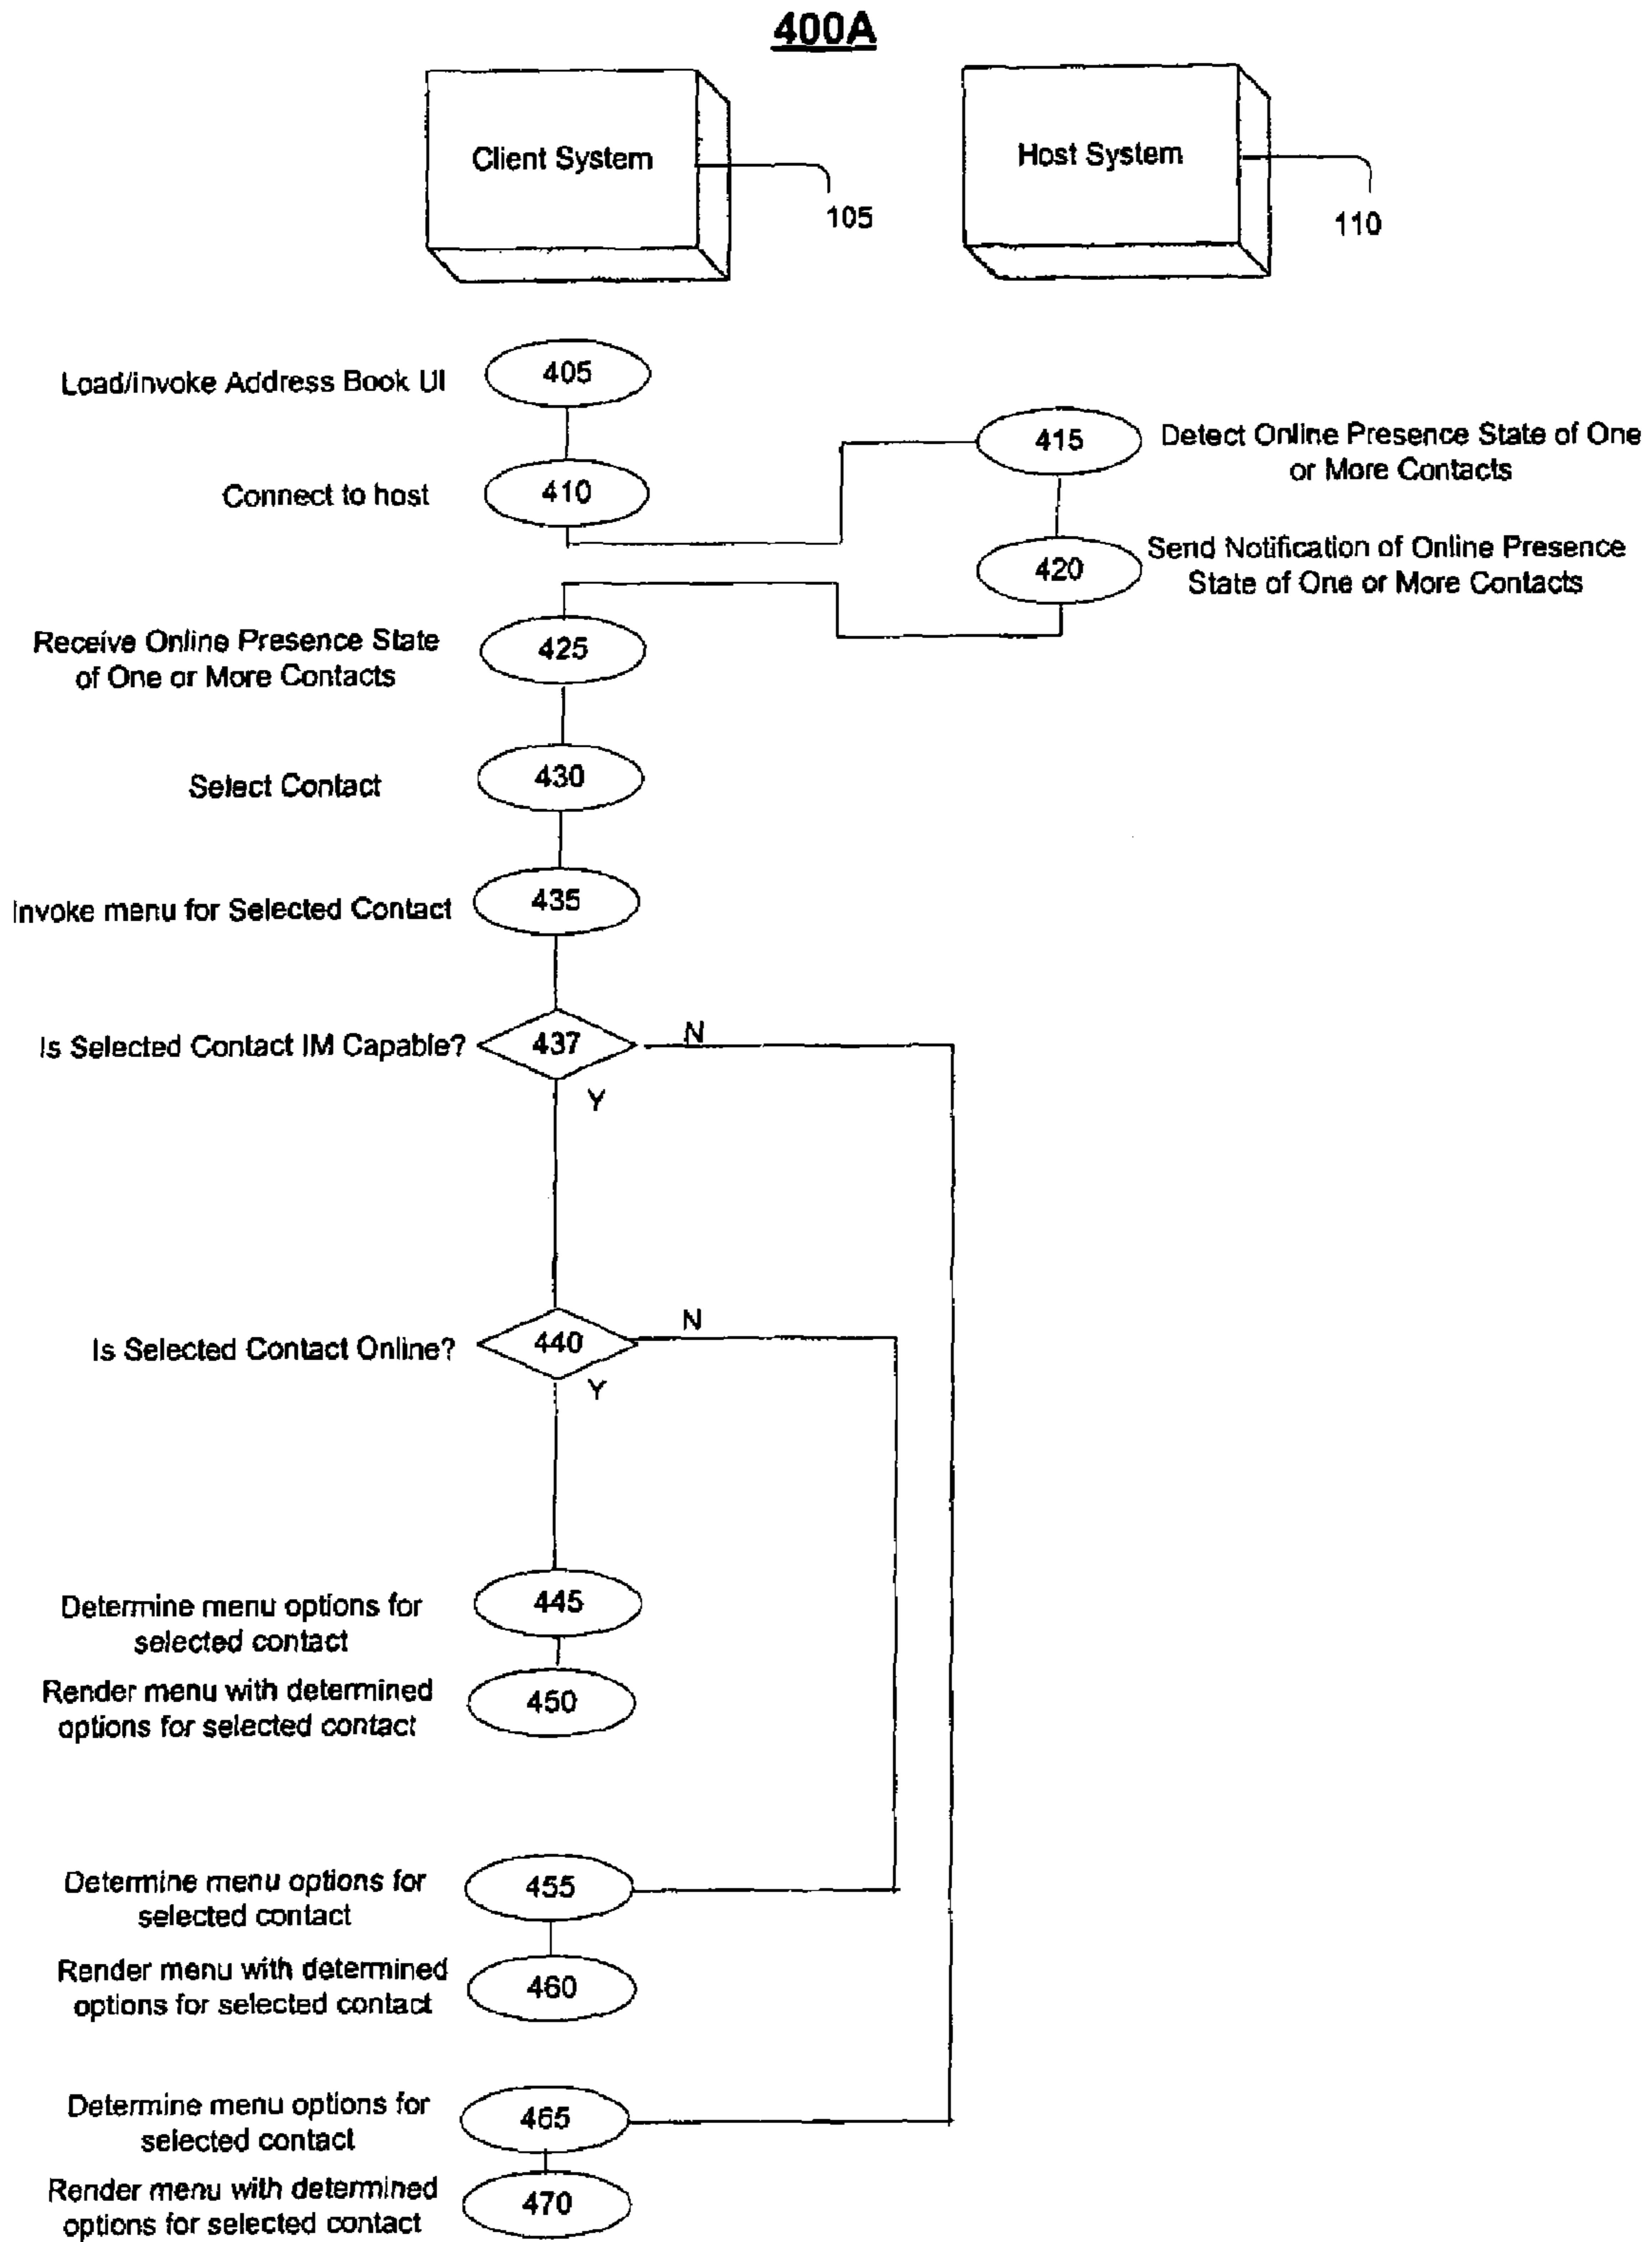 400A
Client System
Host System
105
110
Load/invoke Address Book UI
405
415
Detect Online Presence State of One
or More Contacts
Connect to host
410
420
Send Notification of Online Presence
State of One or More Contacts
Receive Online Presence State
of One or More Contacts
425
Select Contact
430
Invoke menu for Selected Contact
435
Is Selected Contact IM Capable?
437
N
Y
Is Selected Contact Online?
440
N
Y
Determine menu options for
selected contact
445
Render menu with determined
options for selected contact
450
Determine menu options for
selected contact
455
Render menu with determined
options for selected contact
460
Determine menu options for
selected contact
465
Render menu with determined
options for selected contact
470